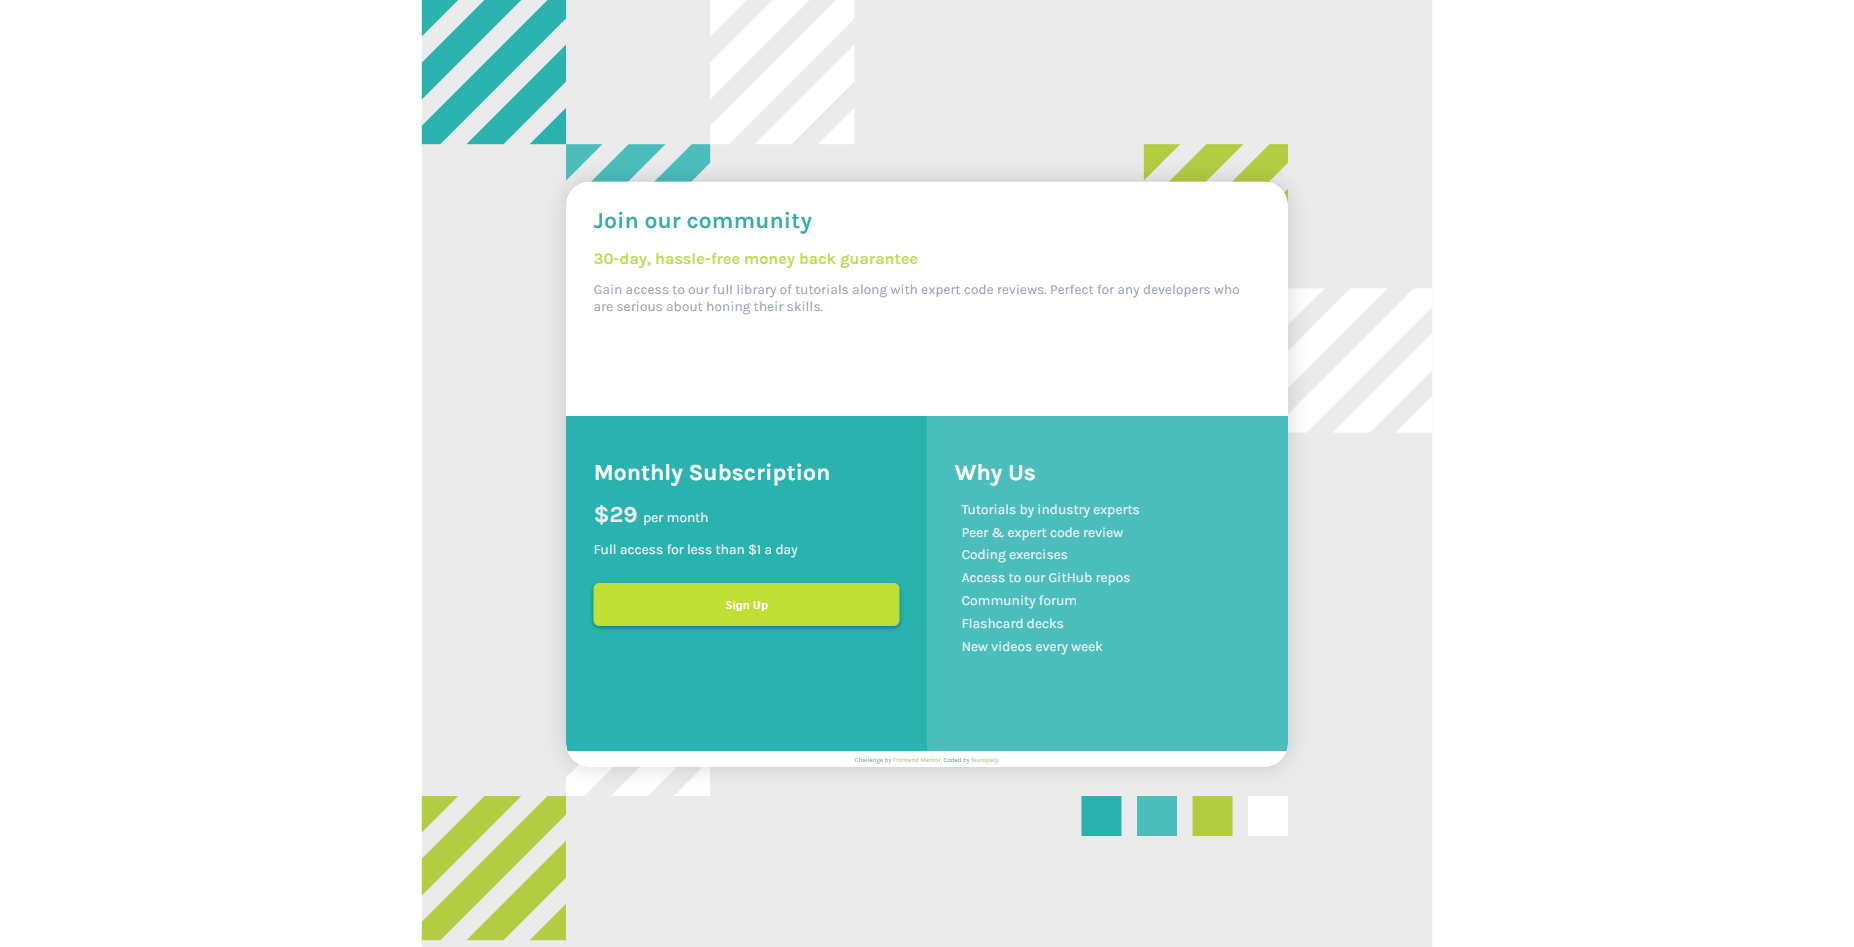 Join our community
30-day, hassle-free money back guarantee
Gain access to our full library of tutorials along with expert code reviews. Perfect for any developers who
are serious about honing their skills.
Monthly Subscription
$29 per month
Full access for less than $1 a day
Sign Up
Why Us
Tutorials by industry experts
Peer & expert code review
Coding exercises
Access to our GitHub repos
Community forum
Flashcard decks
New videos every week
Challenge by Frontend Mentor. Coded by